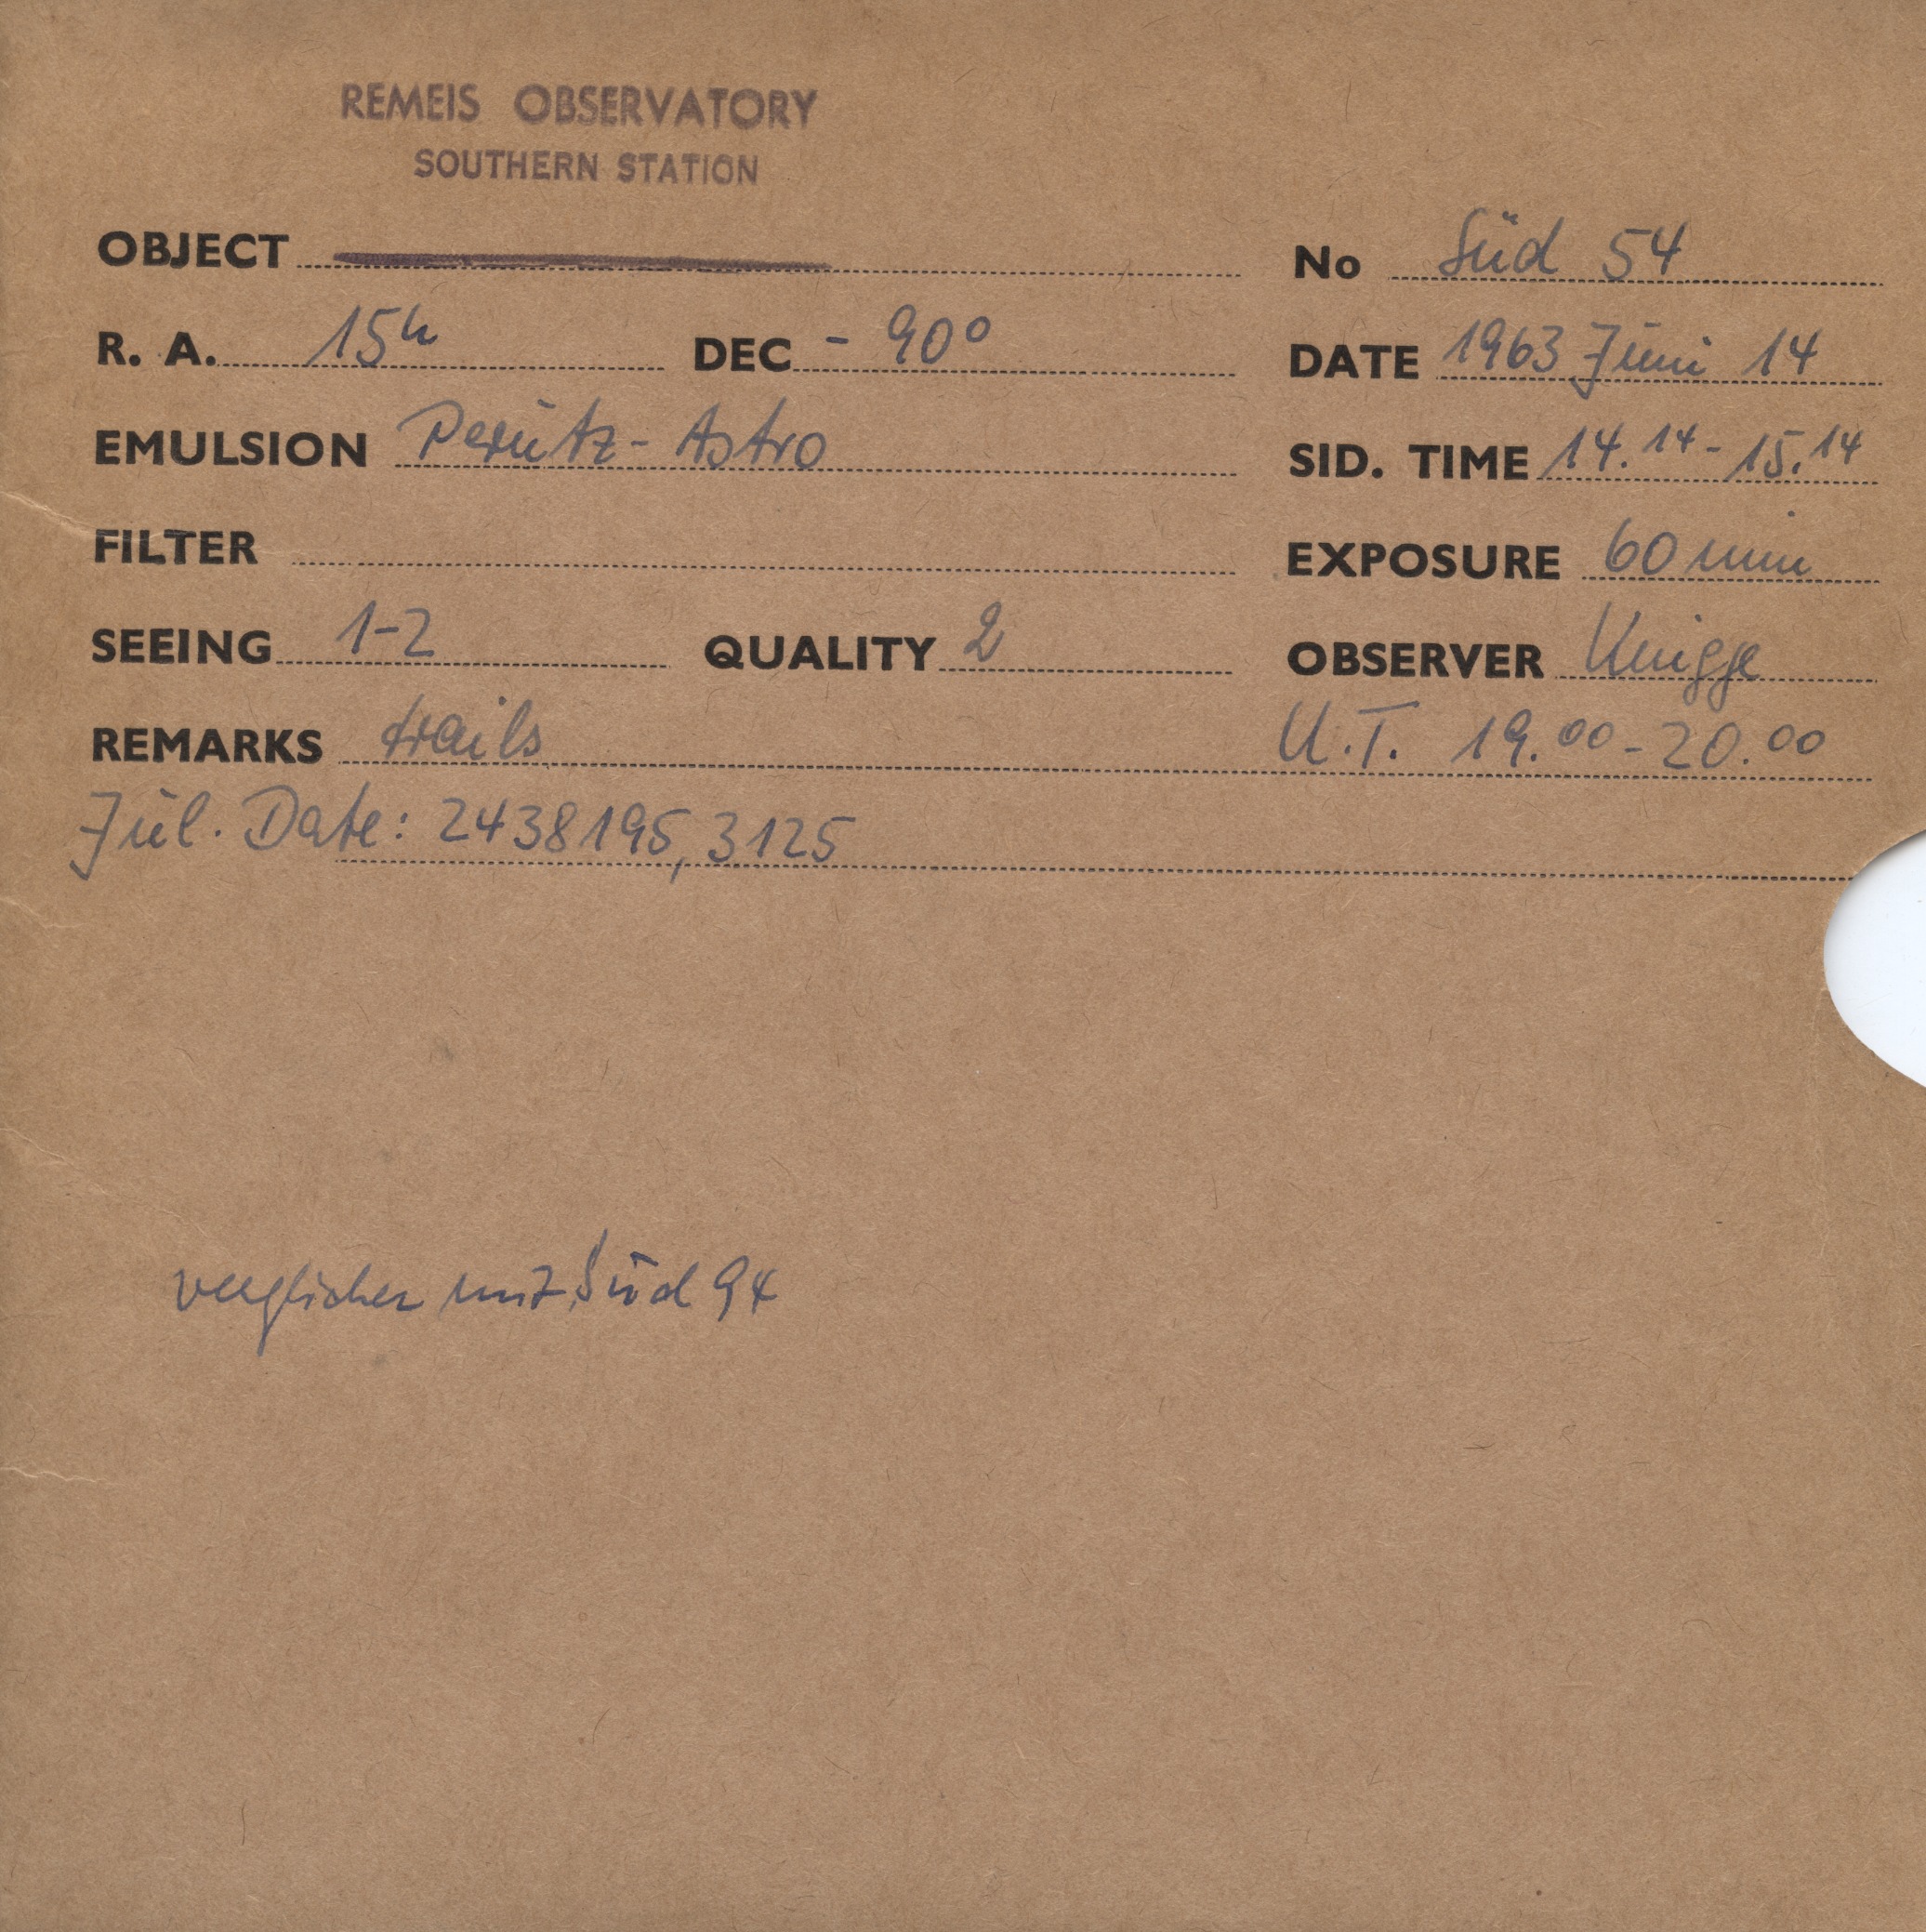 REMEIS OBSERVATORY
SOUTHERN STATION
OBJECT No Süd 54
R. A. 15h DEC - 90° DATE 1963 Juni 14
EMULSION Perutz - Astro SID. TIME 14.14 - 15.14
FILTER EXPOSURE 60 min
SEEING 1-2 QUALITY 2 OBSERVER Knigge
REMARKS trails U.T. 19.00 - 20.00
Jul. Date: 2438195,3125
verglichen mit Süd 94